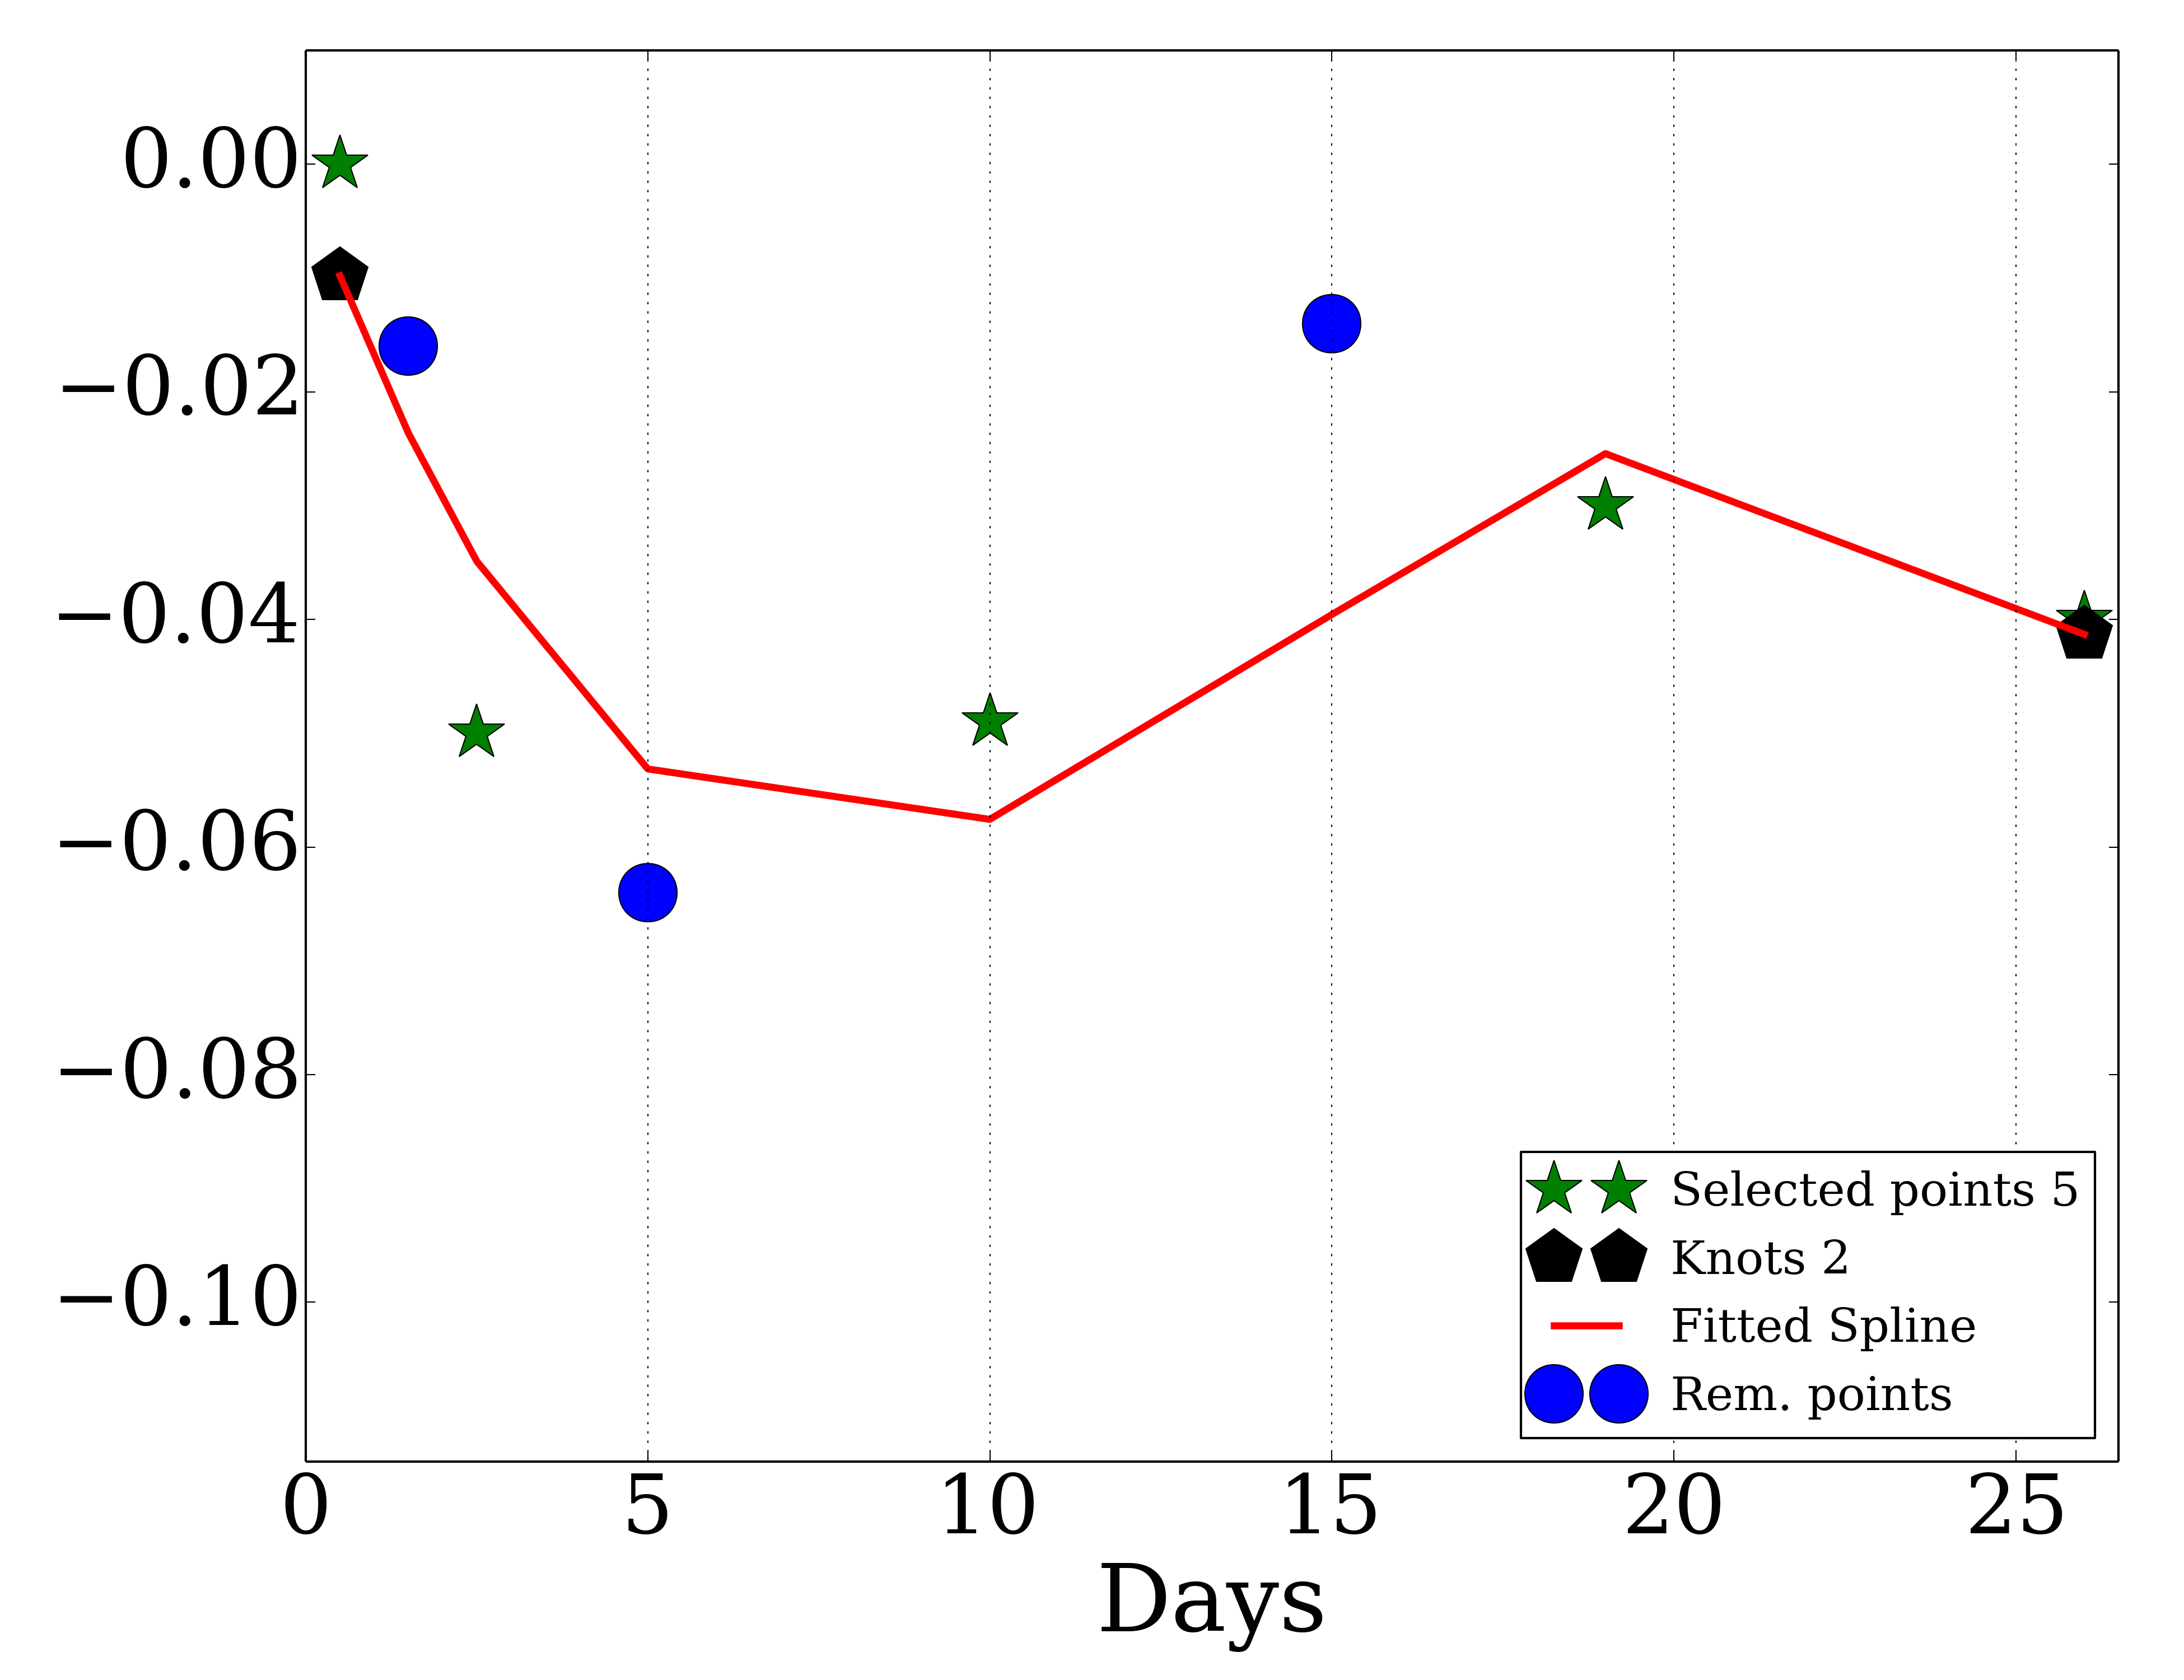 0.00
−0.02
−0.04
−0.06
−0.08
−0.10
Selected points 5
Knots 2
Fitted Spline
Rem. points
0 5 10 15 20 25
Days